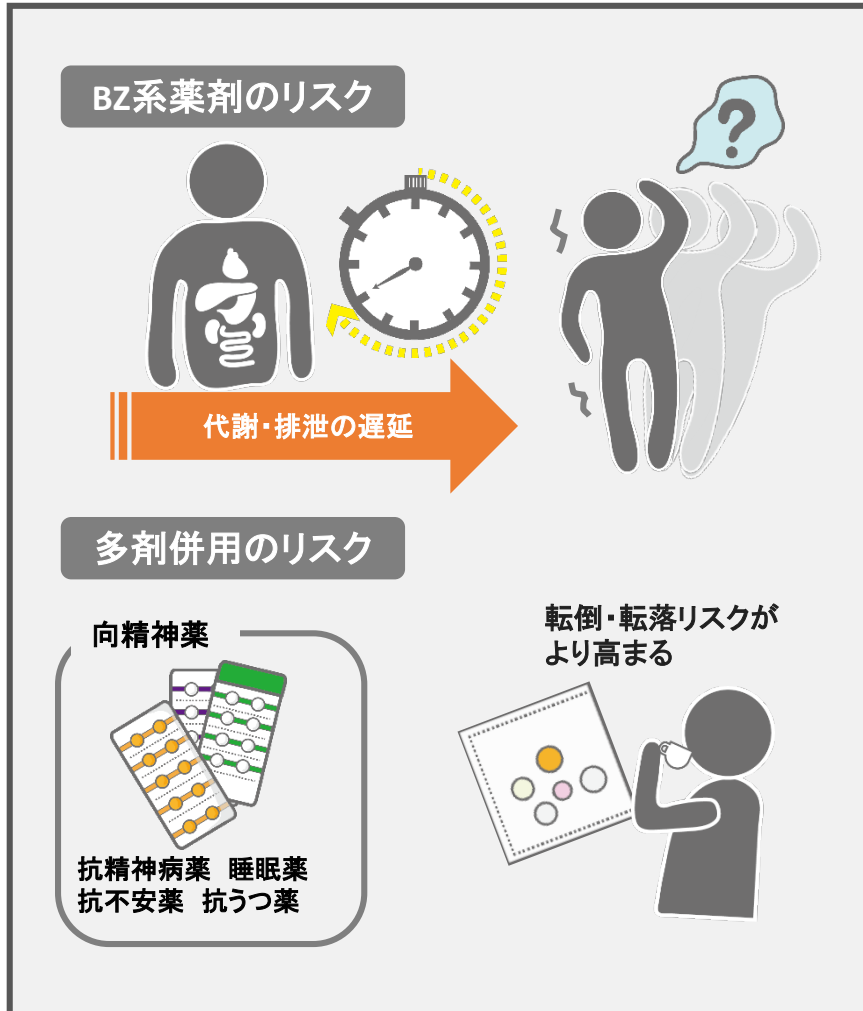 BZ系薬剤のリスク
?
代謝・排泄の遅延
多剤併用のリスク
向精神薬
転倒・転落リスクが
より高まる
抗精神病薬　睡眠薬
抗不安薬　抗うつ薬